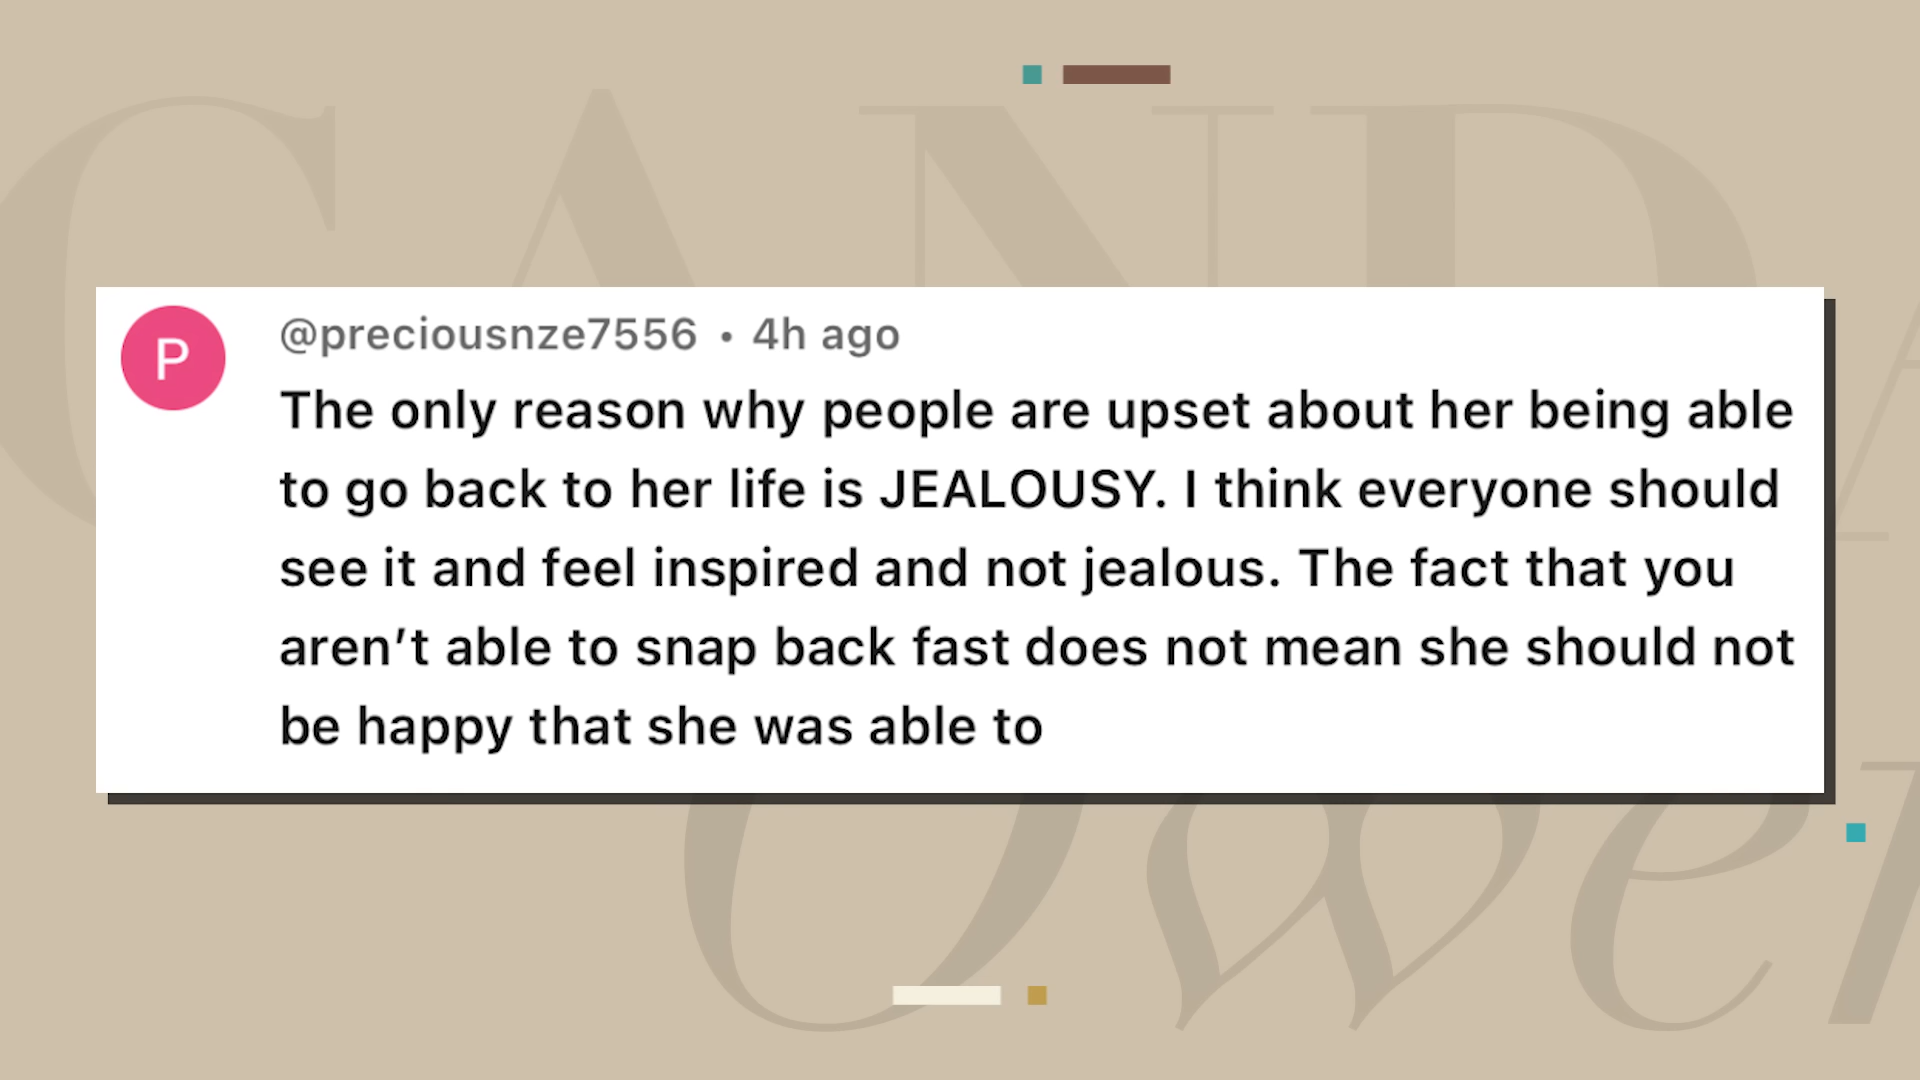 CANDA
P
@preciousnze7556 • 4h ago
The only reason why people are upset about her being able
to go back to her life is JEALOUSY. I think everyone should
see it and feel inspired and not jealous. The fact that you
aren’t able to snap back fast does not mean she should not
be happy that she was able to
Owen